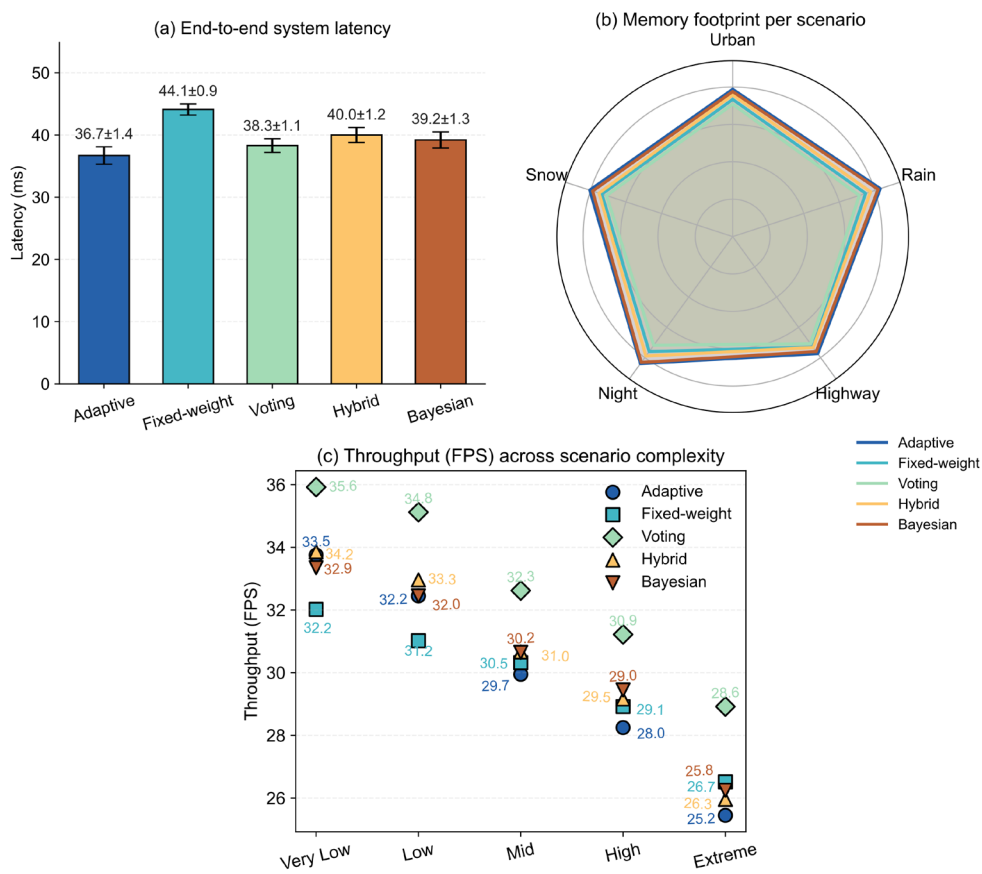 (a) End-to-end system latency
Latency (ms)
50
40
30
20
10
0
36.7±1.4
44.1±0.9
38.3±1.1
40.0±1.2
39.2±1.3
Adaptive
Fixed-weight
Voting
Hybrid
Bayesian
(b) Memory footprint per scenario
Urban
Rain
Highway
Night
Snow
Adaptive
Fixed-weight
Voting
Hybrid
Bayesian
(c) Throughput (FPS) across scenario complexity
Throughput (FPS)
36
34
32
30
28
26
35.6
33.5
34.2
32.9
32.2
34.8
33.3
32.2
32.0
31.2
32.3
30.2
31.0
30.5
29.7
30.9
29.0
29.5
29.1
28.0
28.6
25.8
26.7
26.3
25.2
Adaptive
Fixed-weight
Voting
Hybrid
Bayesian
Very Low
Low
Mid
High
Extreme